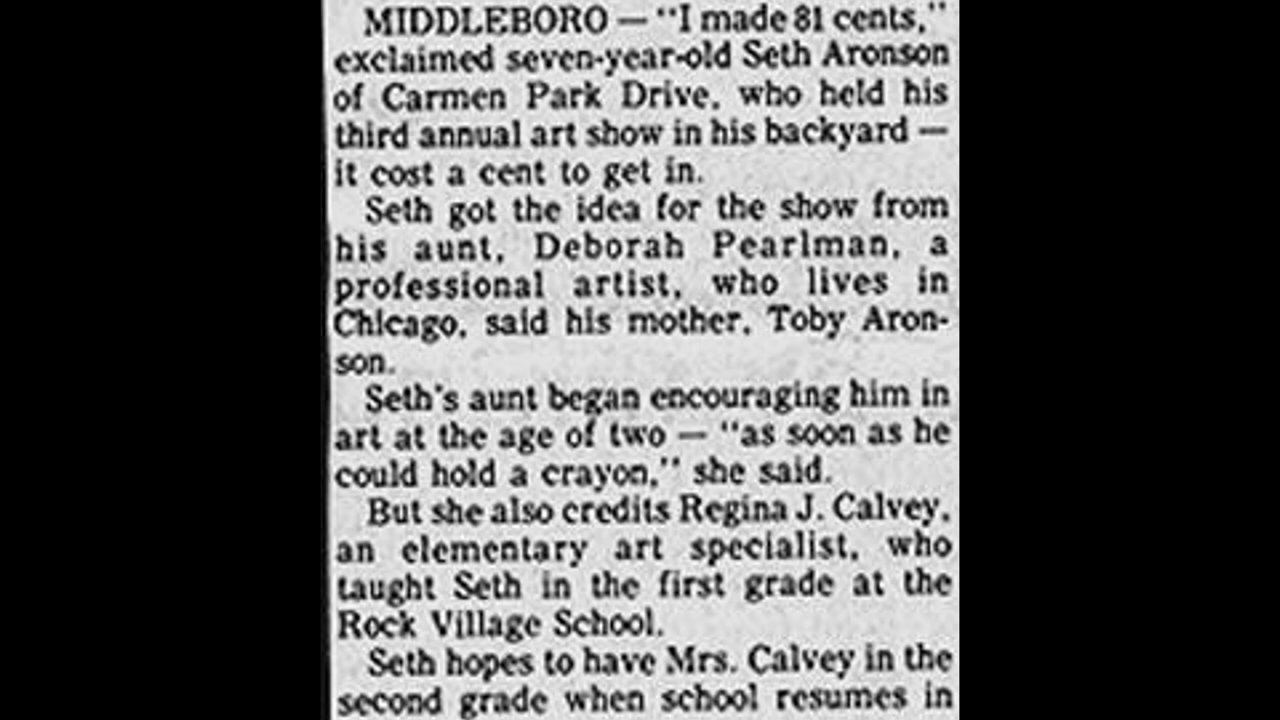 MIDDLEBORO — "I made 81 cents,"
exclaimed seven-year-old Seth Aronson
of Carmen Park Drive, who held his
third annual art show in his backyard —
it cost a cent to get in.
Seth got the idea for the show from
his aunt, Deborah Pearlman, a
professional artist, who lives in
Chicago, said his mother, Toby Aron-
son.
Seth's aunt began encouraging him in
art at the age of two — "as soon as he
could hold a crayon," she said.
But she also credits Regina J. Calvey,
an elementary art specialist, who
taught Seth in the first grade at the
Rock Village School.
Seth hopes to have Mrs. Calvey in the
second grade when school resumes in